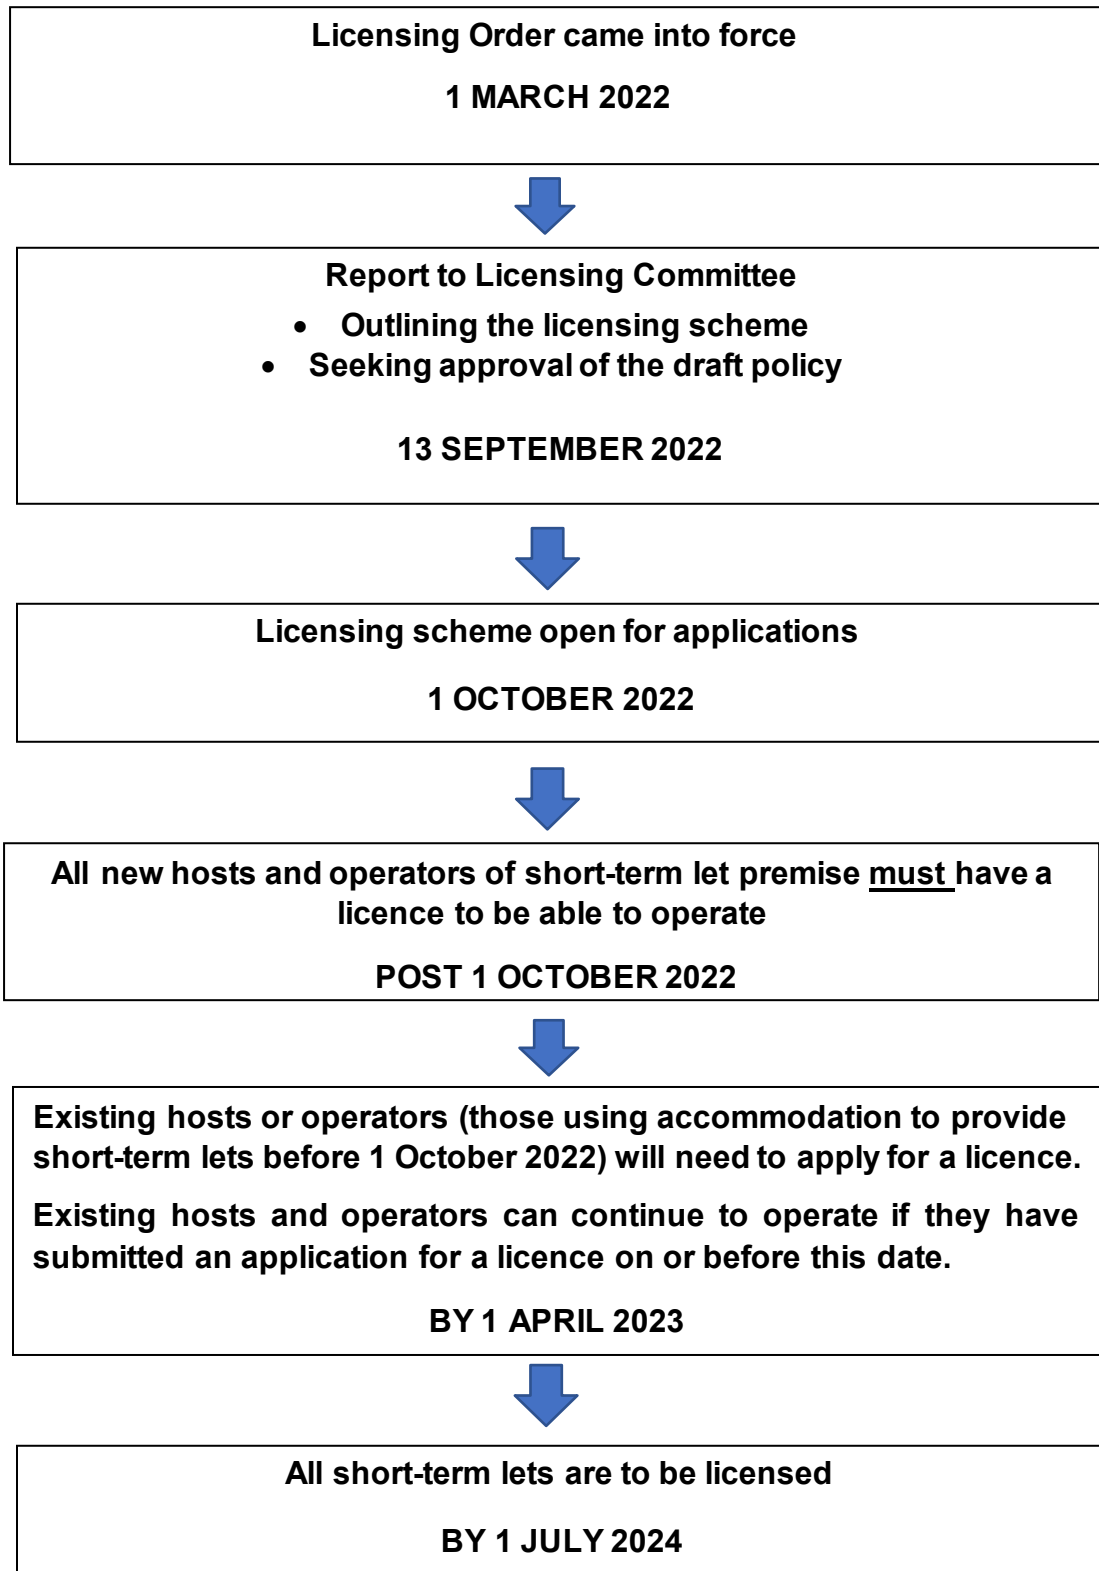 Licensing Order came into force
1 MARCH 2022
Report to Licensing Committee
• Outlining the licensing scheme
• Seeking approval of the draft policy
13 SEPTEMBER 2022
Licensing scheme open for applications
1 OCTOBER 2022
All new hosts and operators of short-term let premise must have a
licence to be able to operate
POST 1 OCTOBER 2022
Existing hosts or operators (those using accommodation to provide
short-term lets before 1 October 2022) will need to apply for a licence.
Existing hosts and operators can continue to operate if they have
submitted an application for a licence on or before this date.
BY 1 APRIL 2023
All short-term lets are to be licensed
BY 1 JULY 2024